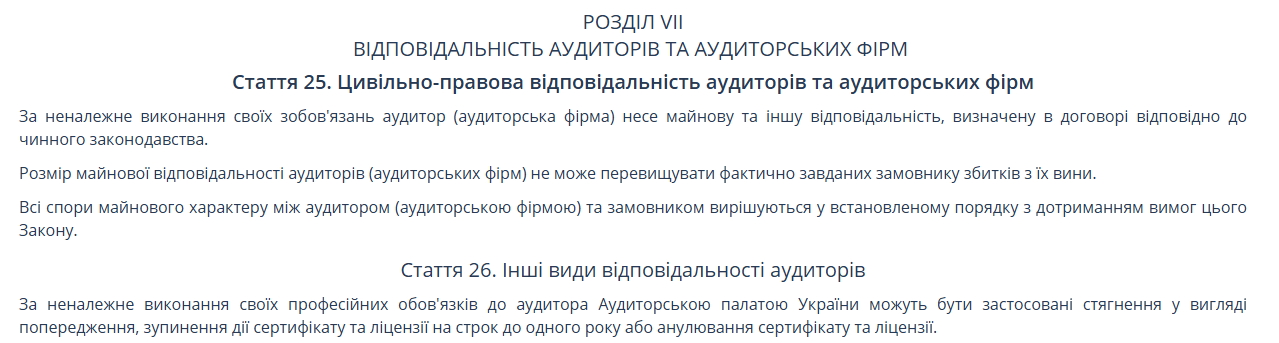 РОЗДІЛ VII
ВІДПОВІДАЛЬНІСТЬ АУДИТОРІВ ТА АУДИТОРСЬКИХ ФІРМ
Стаття 25. Цивільно-правова відповідальність аудиторів та аудиторських фірм
За неналежне виконання своїх зобов'язань аудитор (аудиторська фірма) несе майнову та іншу відповідальність, визначену в договорі відповідно до
чинного законодавства.
Розмір майнової відповідальності аудиторів (аудиторських фірм) не може перевищувати фактично завданих замовнику збитків з їх вини.
Всі спори майнового характеру між аудитором (аудиторською фірмою) та замовником вирішуються у встановленому порядку з дотриманням вимог цього
Закону.
Стаття 26. Інші види відповідальності аудиторів
За неналежне виконання своїх професійних обов'язків до аудитора Аудиторською палатою України можуть бути застосовані стягнення у вигляді
попередження, зупинення дії сертифікату та ліцензії на строк до одного року або анулювання сертифікату та ліцензії.